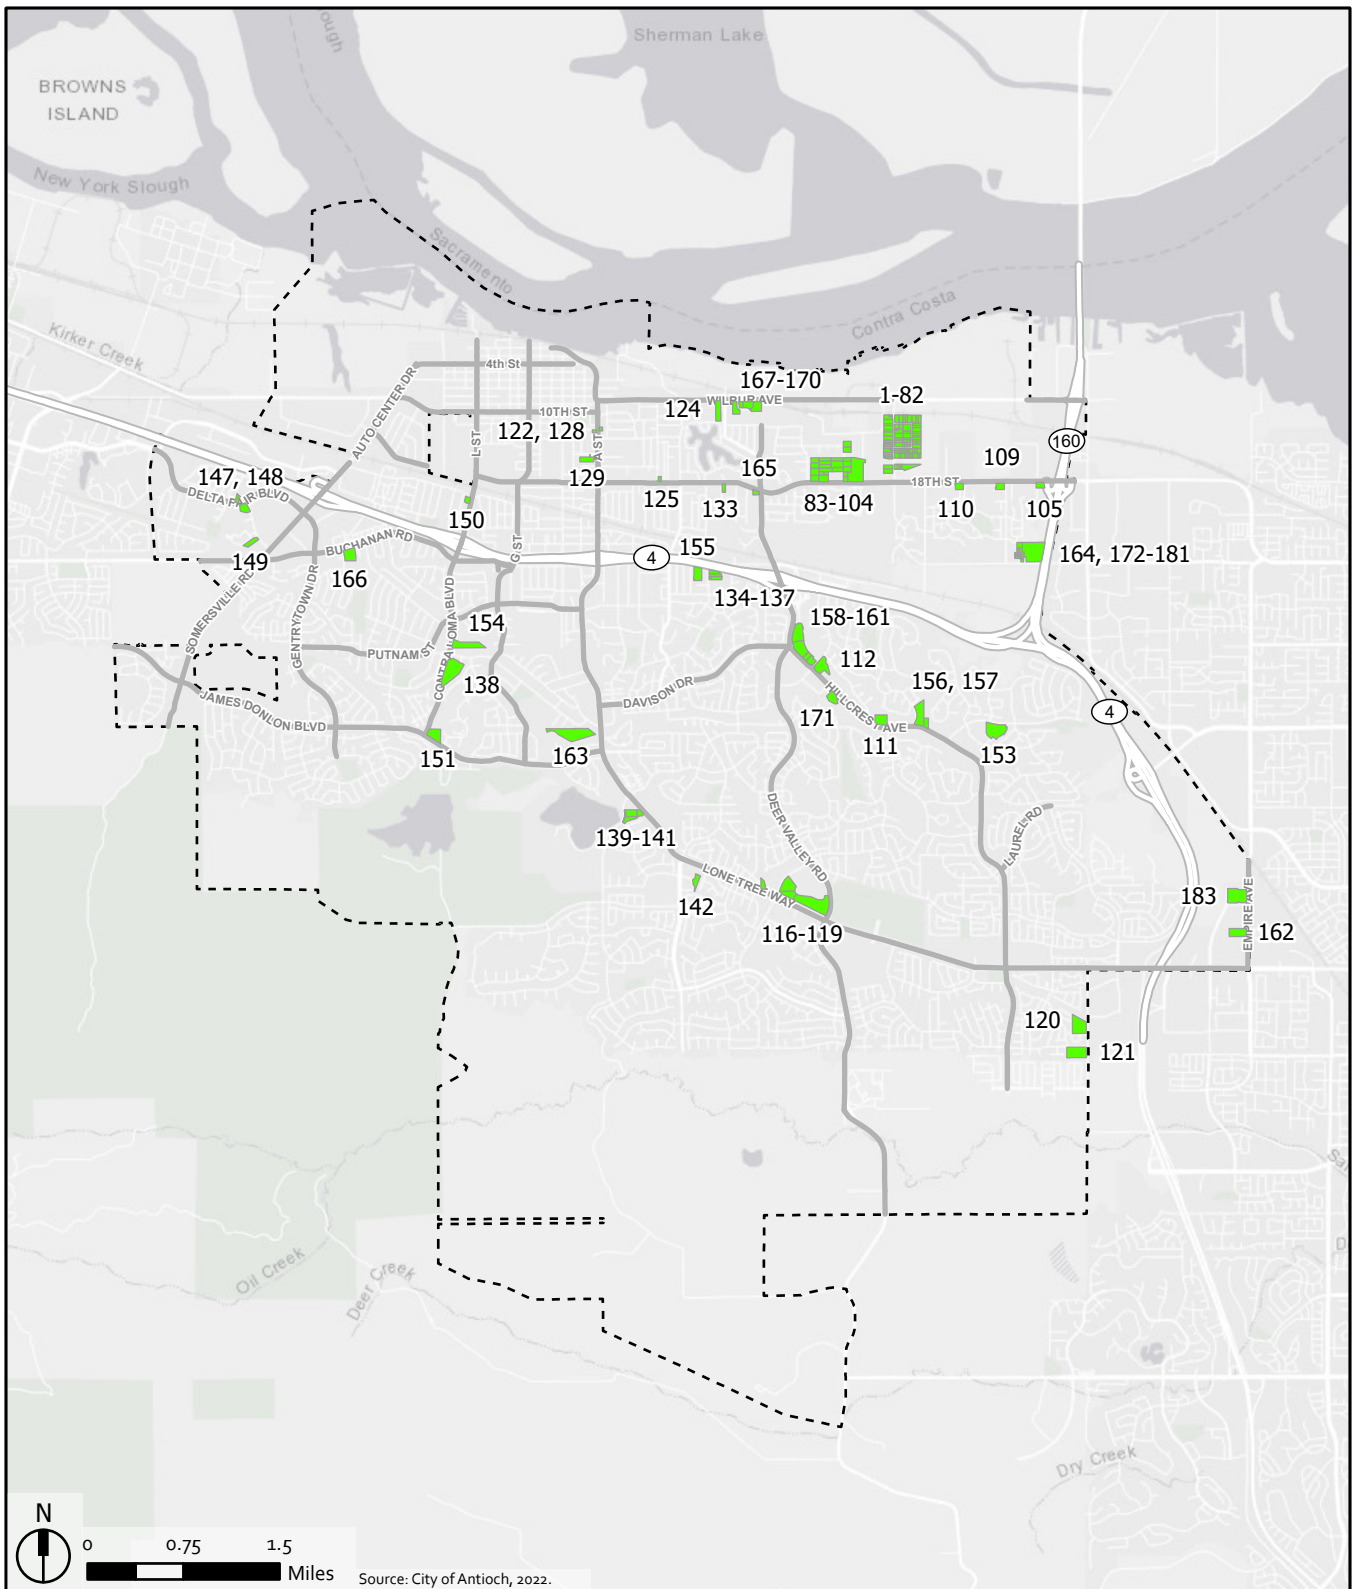 Sherman Lake
Slough
BROWNS
ISLAND
New York Slough
Sacramento
Contra Costa
Kirker Creek
4th St
167-170
1-82
AUTO CENTER DR
WILBUR AVE
124
10TH ST
122, 128
L ST
A ST
160
129
165
109
147, 148
DELTA FAIR BLVD
18TH ST
125
133
83-104
110
105
150
BUCHANAN RD
G ST
149
166
4
155
164, 172-181
134-137
SOMERSVILLE RD
GENTRYTOWN DR
CONTRA LOMA BLVD
158-161
154
PUTNAM ST
112
138
DAVISON DR
HILLCREST AVE
156, 157
JAMES DONLON BLVD
171
4
111
153
151
163
DEER VALLEY RD
LAUREL RD
139-141
LONE TREE WAY
142
183
EMPIRE AVE
116-119
162
120
121
Oil Creek
Deer Creek
Dry Creek
N
0 0.75 1.5
Miles
Source: City of Antioch, 2022.